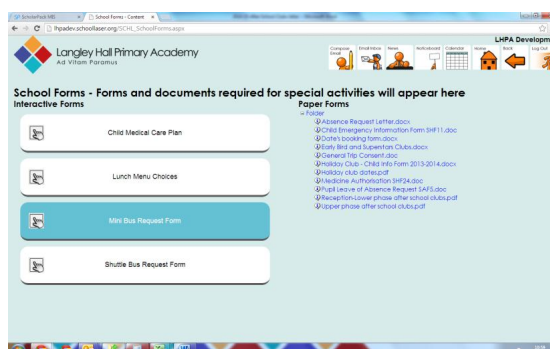 ScholarPack MIS
School Forms - Content
lhpadev.schoollaser.org/SCHL_SchoolForms.aspx
LHPA Developm
Langley Hall Primary Academy
Ad Vitam Paramus
Compose Email
Email Inbox
News
Noticeboard
Calendar
Home
Back
Log Out
School Forms - Forms and documents required for special activities will appear here
Interactive Forms
Child Medical Care Plan
Lunch Menu Choices
Mini Bus Request Form
Shuttle Bus Request Form
Paper Forms
Folder
Absence Request Letter.docx
Child Emergency Information Form SHF11.doc
Date's booking form.docx
Early Bird and Superstars Clubs.docx
General Trip Consent.doc
Holiday Club - Child Info Form 2013-2014.docx
Holiday club dates.pdf
Medicine Authorisation SHF24.doc
Pupil Leave of Absence Request SAF5.doc
Reception-Lower phase after school clubs.pdf
Upper phase after school clubs.pdf